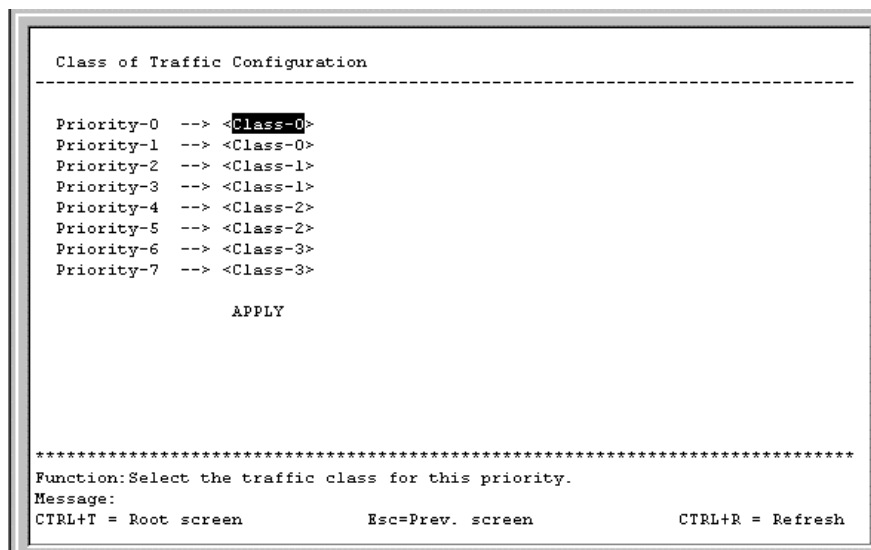 Class of Traffic Configuration
--------------------------------------------------------------------------------
Priority-0 --> <Class-0>
Priority-1 --> <Class-0>
Priority-2 --> <Class-1>
Priority-3 --> <Class-1>
Priority-4 --> <Class-2>
Priority-5 --> <Class-2>
Priority-6 --> <Class-3>
Priority-7 --> <Class-3>
APPLY
********************************************************************************
Function:Select the traffic class for this priority.
Message:
CTRL+T = Root screen Esc=Prev. screen CTRL+R = Refresh